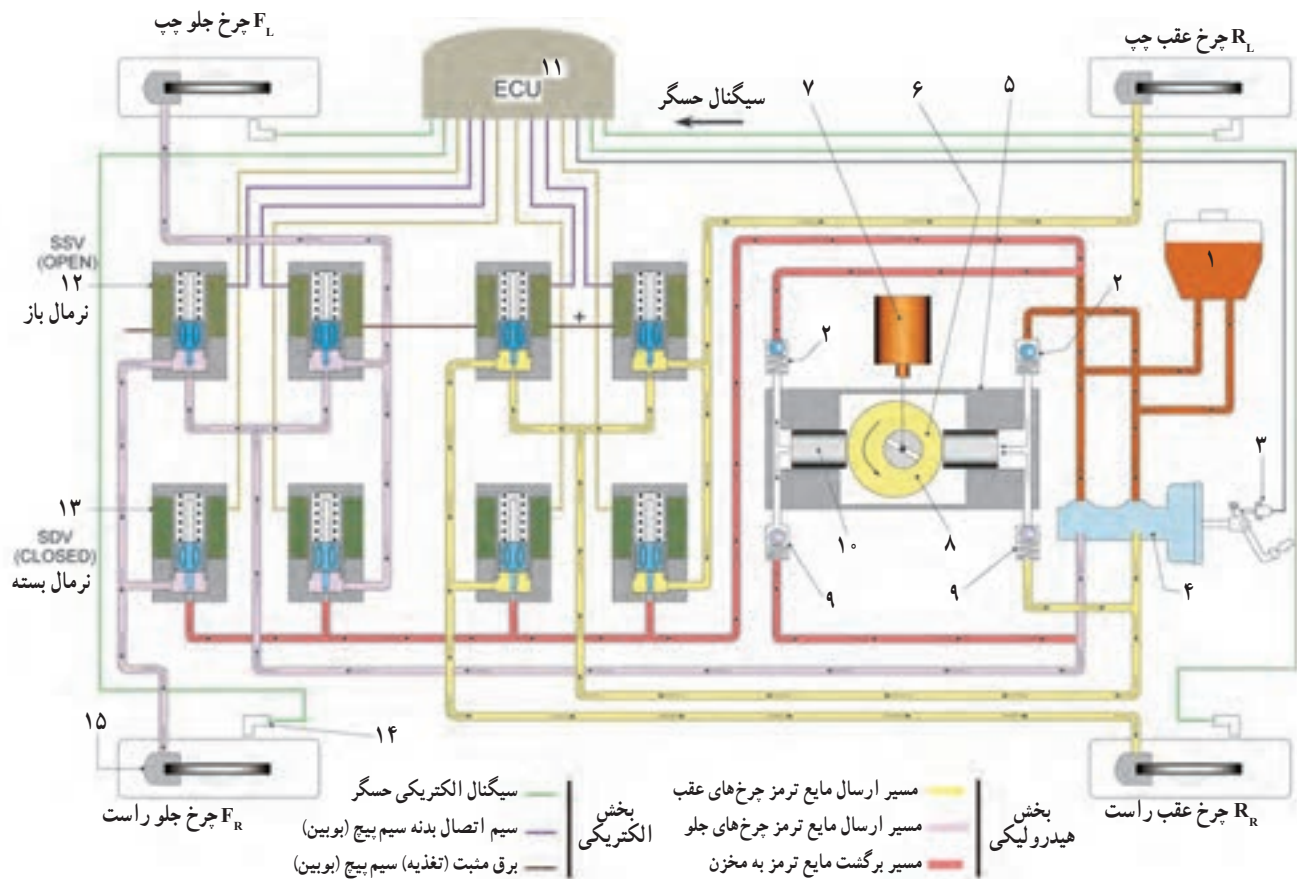 F_L چرخ جلو چپ
R_L چرخ عقب چپ
۱۱
ECU
سیگنال حسگر
۷
۶
۵
SSV
(OPEN)
۱۲
نرمال باز
+
۱
۲
۲
۳
۱۳
SDV
(CLOSED)
نرمال بسته
۱۰
۸
۹
۹
۴
۱۵
۱۴
F_R چرخ جلو راست
R_R چرخ عقب راست
بخش هیدرولیکی
مسیر ارسال مایع ترمز چرخ‌های عقب
مسیر ارسال مایع ترمز چرخ‌های جلو
مسیر برگشت مایع ترمز به مخزن
بخش الکتریکی
سیگنال الکتریکی حسگر
سیم اتصال بدنه سیم‌پیچ (بوبین)
برق مثبت (تغذیه) سیم‌پیچ (بوبین)